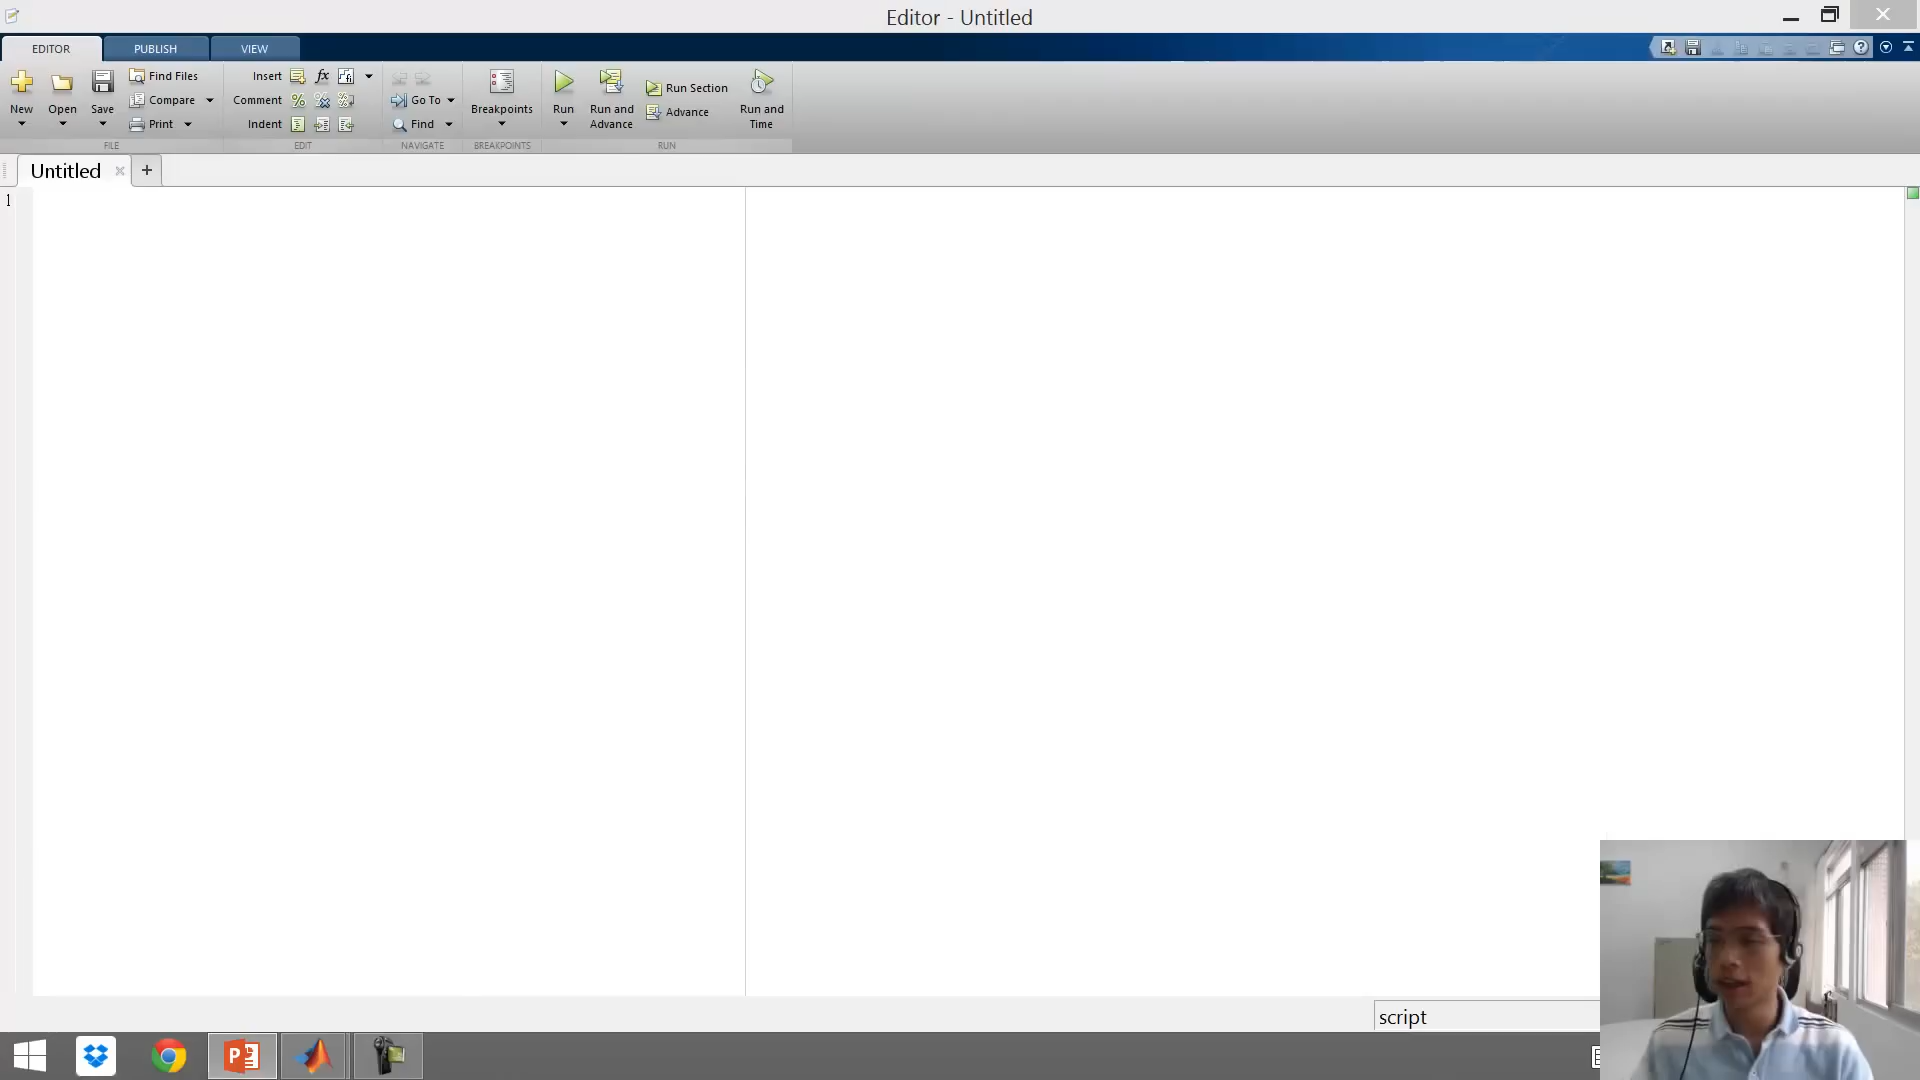 Editor - Untitled
EDITOR PUBLISH VIEW
New
Open
Save
Find Files
Compare
Print
FILE
Insert fx
Comment
Indent
EDIT
Go To
Find
NAVIGATE
Breakpoints
BREAKPOINTS
Run
Run and
Advance
Run Section
Advance
Run and
Time
RUN
Untitled
1
script